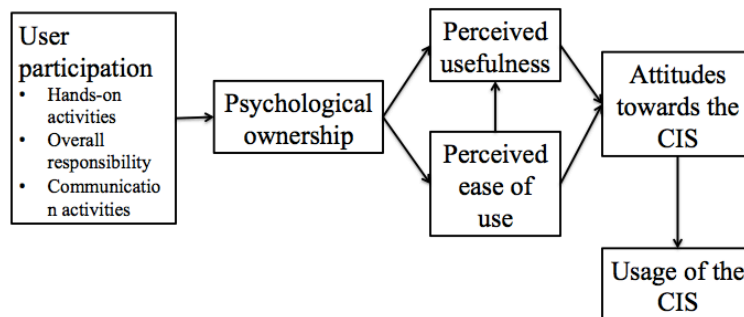 User
participation
• Hands-on
activities
• Overall
responsibility
• Communicatio
n activities
Psychological
ownership
Perceived
usefulness
Perceived
ease of
use
Attitudes
towards the
CIS
Usage of the
CIS